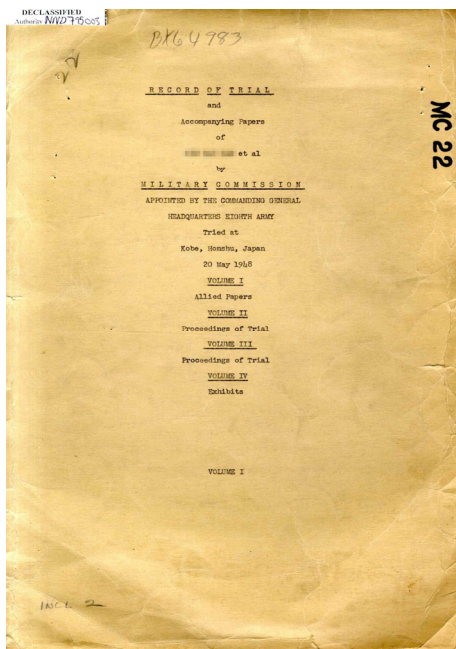 DECLASSIFIED
Authority NND 795005
BX64983
22
RECORD OF TRIAL
and
Accompanying Papers
of
et al
by
MILITARY COMMISSION
APPOINTED BY THE COMMANDING GENERAL
HEADQUARTERS EIGHTH ARMY
Tried at
Kobe, Honshu, Japan
20 May 1948
VOLUME I
Allied Papers
VOLUME II
Proceedings of Trial
VOLUME III
Proceedings of Trial
VOLUME IV
Exhibits
VOLUME I
MC 22
INCL 2